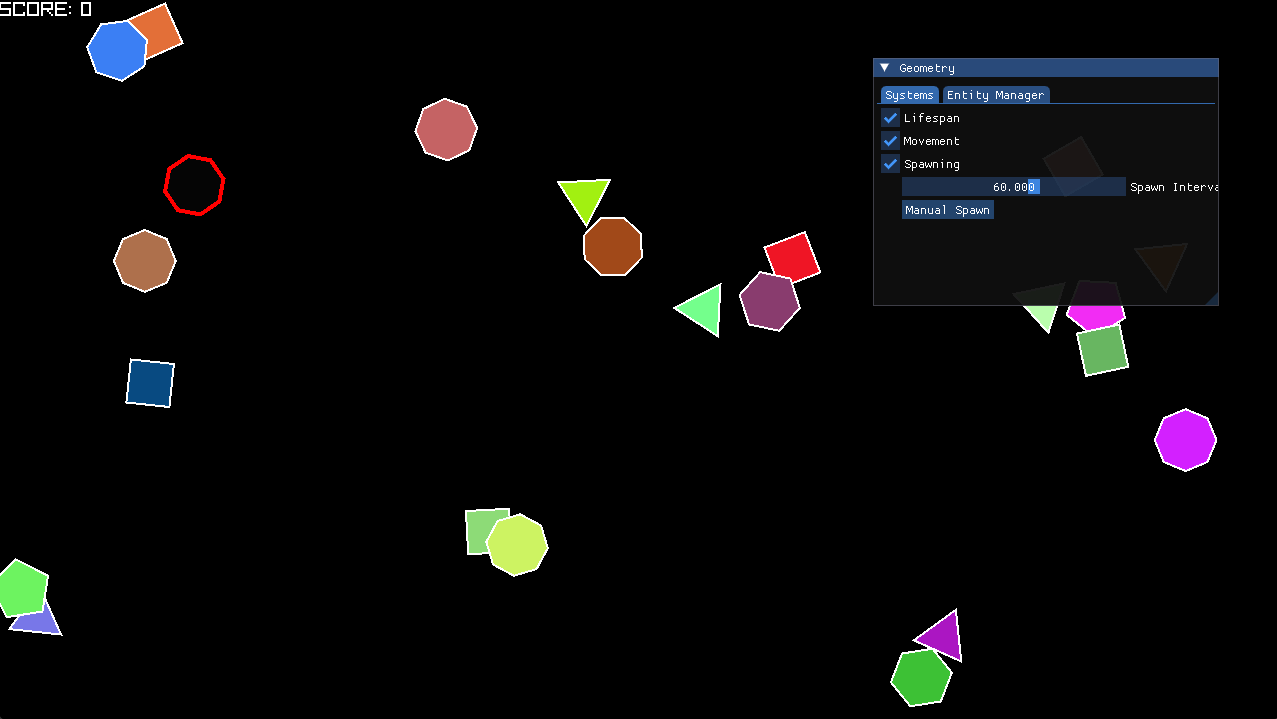 SCORE: 0
Geometry
Systems Entity Manager
Lifespan
Movement
Spawning
60.000 Spawn Interva
Manual Spawn